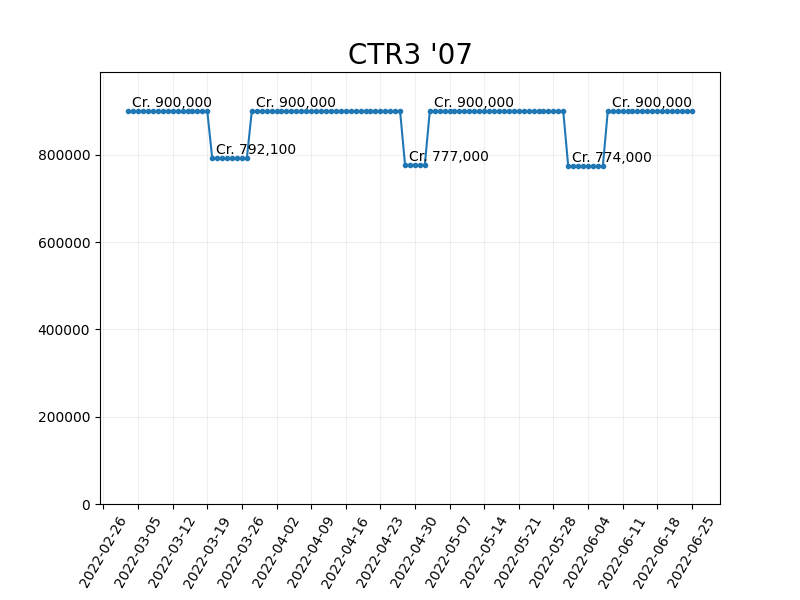 CTR3 '07
Cr. 900,000
Cr. 900,000
Cr. 900,000
Cr. 900,000
Cr. 792,100
Cr. 777,000
Cr. 774,000
800000
600000
400000
200000
0
2022-02-26
2022-03-05
2022-03-12
2022-03-19
2022-03-26
2022-04-02
2022-04-09
2022-04-16
2022-04-23
2022-04-30
2022-05-07
2022-05-14
2022-05-21
2022-05-28
2022-06-04
2022-06-11
2022-06-18
2022-06-25